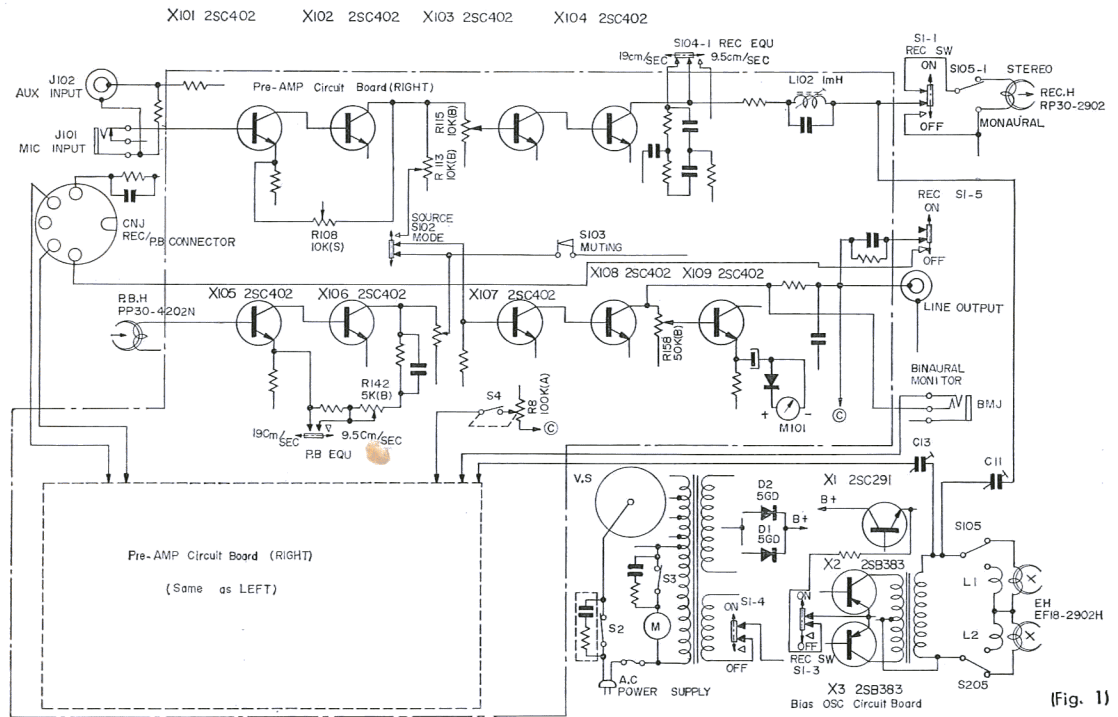 X101 2SC402
X102 2SC402
X103 2SC402
X104 2SC402
J102
AUX INPUT
J101
MIC INPUT
CNJ
REC/P.B CONNECTOR
Pre-AMP Circuit Board (RIGHT)
R115
10K(B)
R113
10K(B)
R108
10K(S)
SOURCE
S102
MODE
S103
MUTING
S104-1 REC EQU
19cm/SEC
9.5cm/SEC
L102 1mH
S1-1
REC SW
ON
OFF
S105-1
STEREO
REC.H
RP30-2902
MONAURAL
REC S1-5
ON
OFF
LINE OUTPUT
P.B.H
PP30-4202N
X105 2SC402
X106 2SC402
X107 2SC402
X108 2SC402
X109 2SC402
R142
5K(B)
19Cm/SEC
9.5Cm/SEC
P.B EQU
S4
R8
100K(A)
C
R158
50K(B)
+
-
M101
C
BINAURAL
MONITOR
BMJ
C13
C11
Pre-AMP Circuit Board (RIGHT)
(Same as LEFT)
V.S
S2
S3
M
A.C
POWER SUPPLY
D2
5GD
D1
5GD
B+
S1-4
ON
OFF
X1 2SC291
B+
X2 2SB383
ON
OFF
REC SW
S1-3
X3 2SB383
Bias OSC Circuit Board
S105
L1
L2
EH
EF18-2902H
S205
(Fig. 1)